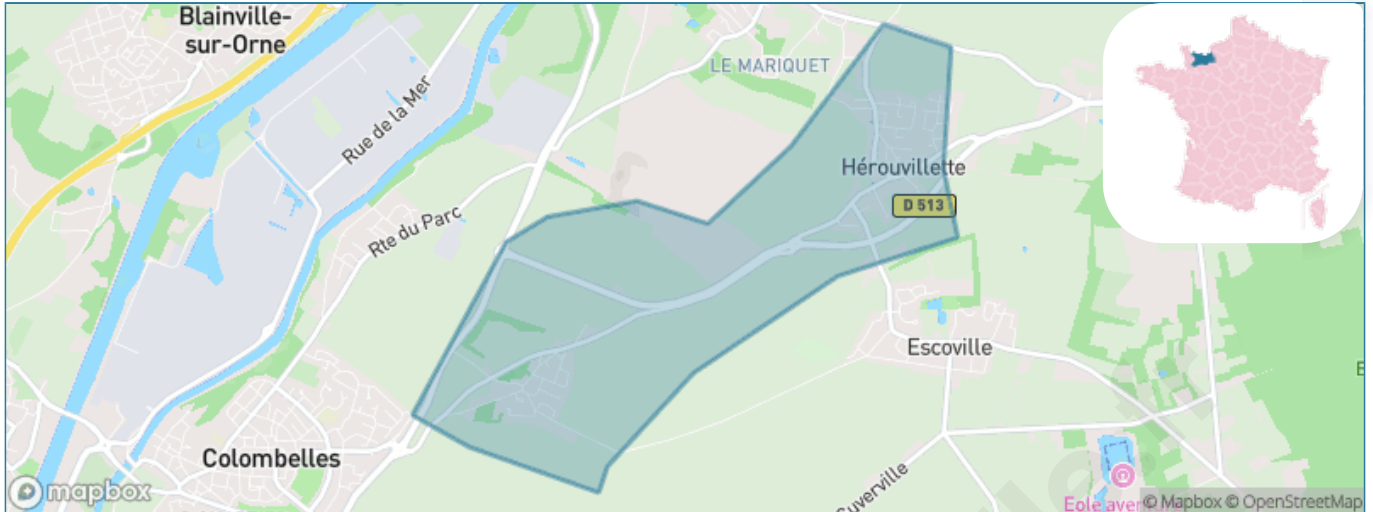 Blainville-
sur-Orne
LE MARIQUET
Rue de la Mer
Hérouvillette
D 513
Rte du Parc
Escoville
Colombelles
mapbox
© Mapbox © OpenStreetMap